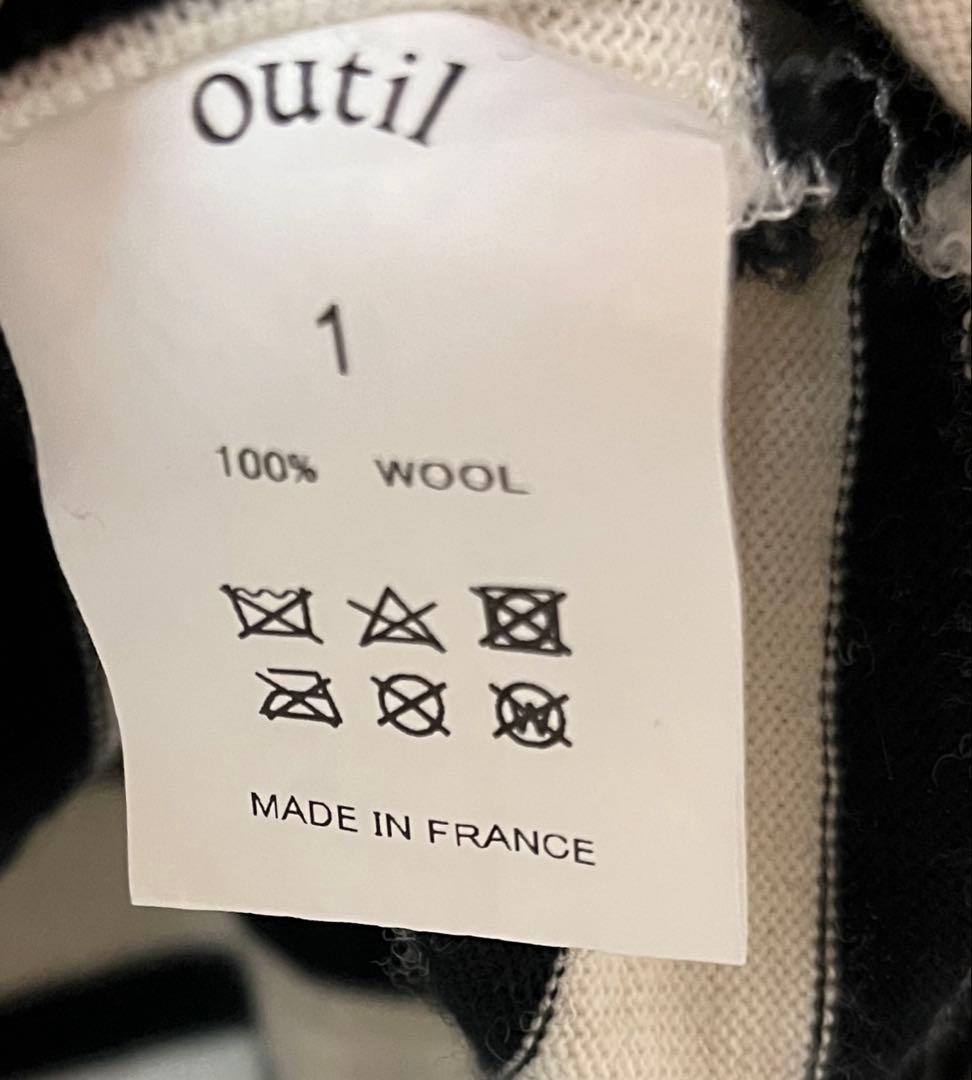 outil
1
100% WOOL
W
MADE IN FRANCE